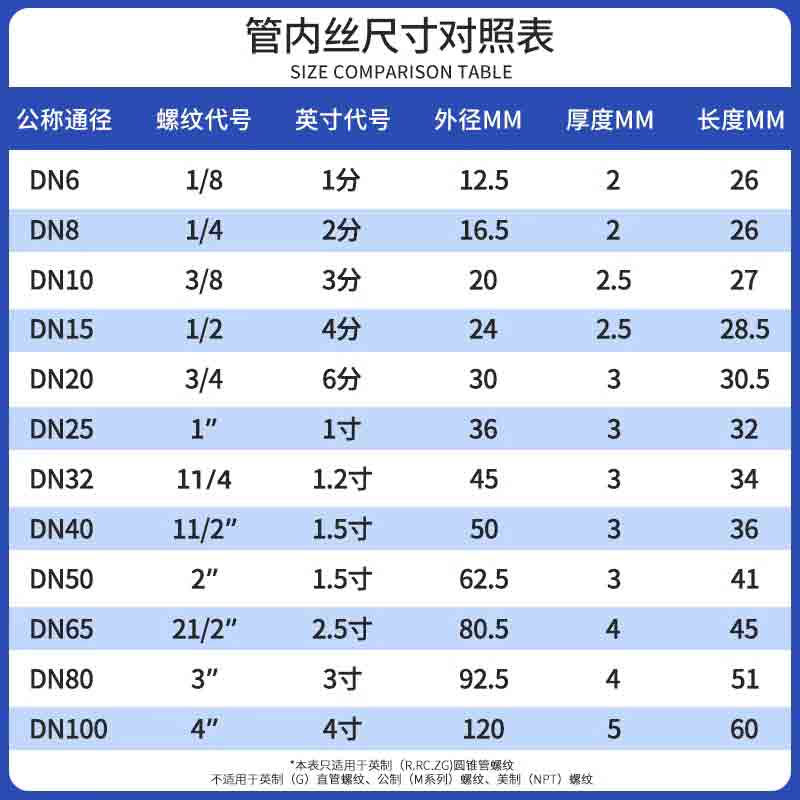 管内丝尺寸对照表
SIZE COMPARISON TABLE
公称通径 螺纹代号 英寸代号 外径MM 厚度MM 长度MM
DN6 1/8 1分 12.5 2 26
DN8 1/4 2分 16.5 2 26
DN10 3/8 3分 20 2.5 27
DN15 1/2 4分 24 2.5 28.5
DN20 3/4 6分 30 3 30.5
DN25 1″ 1寸 36 3 32
DN32 11/4 1.2寸 45 3 34
DN40 11/2″ 1.5寸 50 3 36
DN50 2″ 1.5寸 62.5 3 41
DN65 21/2″ 2.5寸 80.5 4 45
DN80 3″ 3寸 92.5 4 51
DN100 4″ 4寸 120 5 60
*本表只适用于英制（R.RC.ZG)圆锥管螺纹
不适用于英制（G）直管螺纹、公制（M系列）螺纹、美制（NPT）螺纹